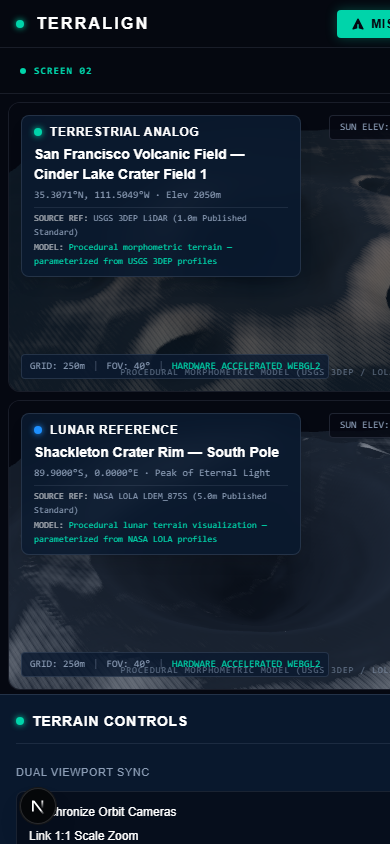 TERRALIGN
MIS
SCREEN 02
TERRESTRIAL ANALOG
SUN ELEV:
San Francisco Volcanic Field —
Cinder Lake Crater Field 1
35.3071°N, 111.5049°W · Elev 2050m
SOURCE REF: USGS 3DEP LiDAR (1.0m Published
Standard)
MODEL: Procedural morphometric terrain —
parameterized from USGS 3DEP profiles
GRID: 250m | FOV: 40° | HARDWARE ACCELERATED WEBGL2
PROCEDURAL MORPHOMETRIC MODEL (USGS 3DEP / LOL
LUNAR REFERENCE
SUN ELEV:
Shackleton Crater Rim — South Pole
89.9000°S, 0.0000°E · Peak of Eternal Light
SOURCE REF: NASA LOLA LDEM_875S (5.0m Published
Standard)
MODEL: Procedural lunar terrain visualization —
parameterized from NASA LOLA profiles
GRID: 250m | FOV: 40° | HARDWARE ACCELERATED WEBGL2
PROCEDURAL MORPHOMETRIC MODEL (USGS 3DEP / LOL
TERRAIN CONTROLS
DUAL VIEWPORT SYNC
N
hronize Orbit Cameras
Link 1:1 Scale Zoom